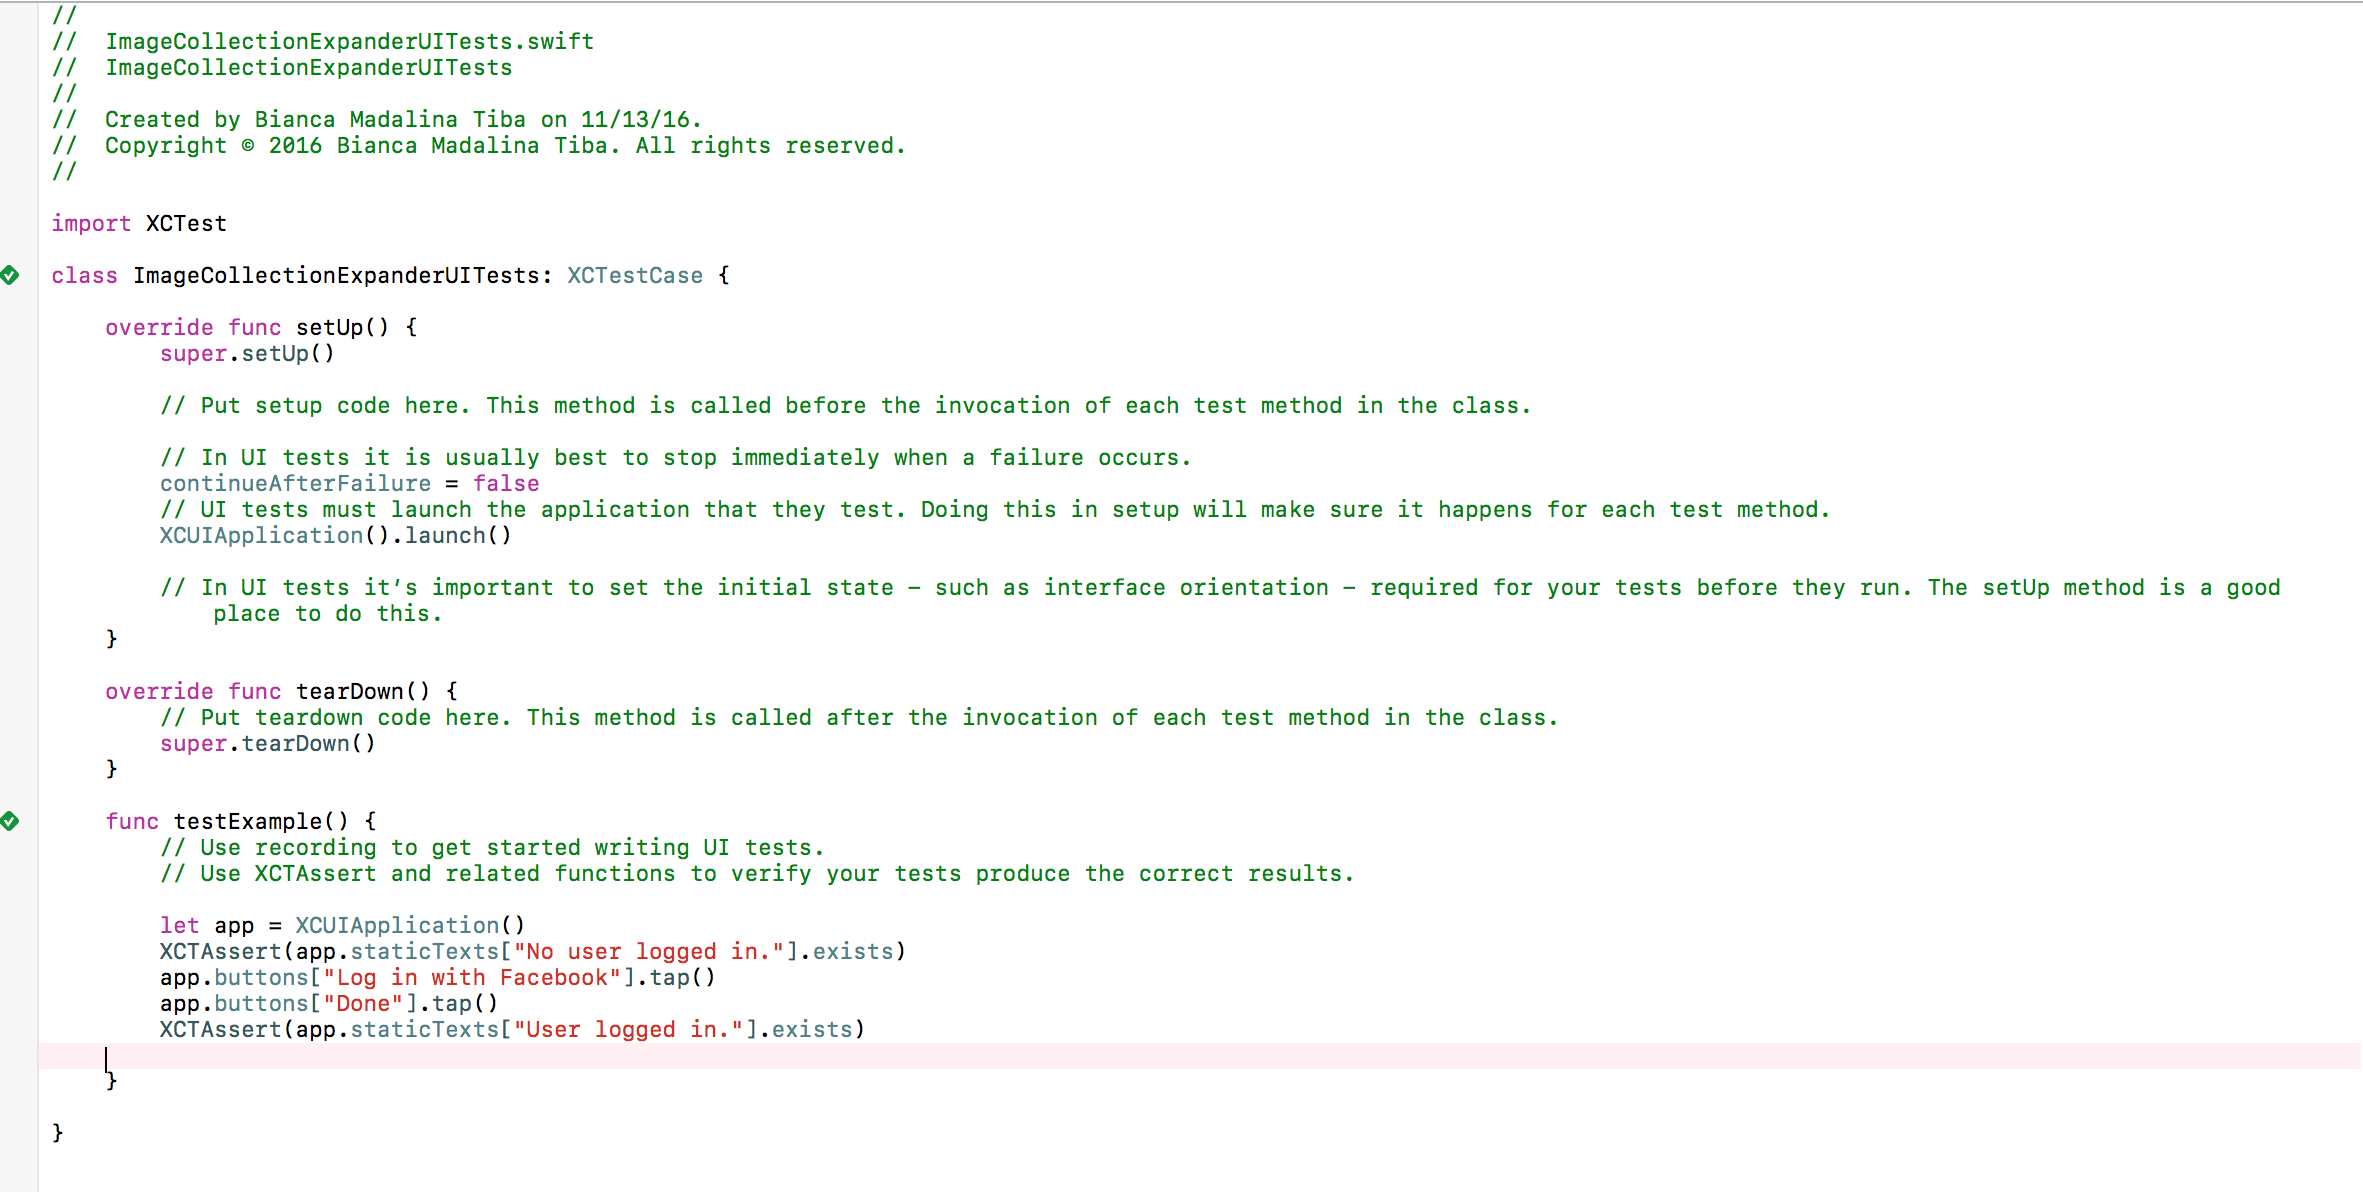 //
//  ImageCollectionExpanderUITests.swift
//  ImageCollectionExpanderUITests
//
//  Created by Bianca Madalina Tiba on 11/13/16.
//  Copyright © 2016 Bianca Madalina Tiba. All rights reserved.
//

import XCTest

class ImageCollectionExpanderUITests: XCTestCase {

    override func setUp() {
        super.setUp()

        // Put setup code here. This method is called before the invocation of each test method in the class.

        // In UI tests it is usually best to stop immediately when a failure occurs.
        continueAfterFailure = false
        // UI tests must launch the application that they test. Doing this in setup will make sure it happens for each test method.
        XCUIApplication().launch()

        // In UI tests it’s important to set the initial state – such as interface orientation – required for your tests before they run. The setUp method is a good
            place to do this.
    }

    override func tearDown() {
        // Put teardown code here. This method is called after the invocation of each test method in the class.
        super.tearDown()
    }

    func testExample() {
        // Use recording to get started writing UI tests.
        // Use XCTAssert and related functions to verify your tests produce the correct results.

        let app = XCUIApplication()
        XCTAssert(app.staticTexts["No user logged in."].exists)
        app.buttons["Log in with Facebook"].tap()
        app.buttons["Done"].tap()
        XCTAssert(app.staticTexts["User logged in."].exists)

    }

}